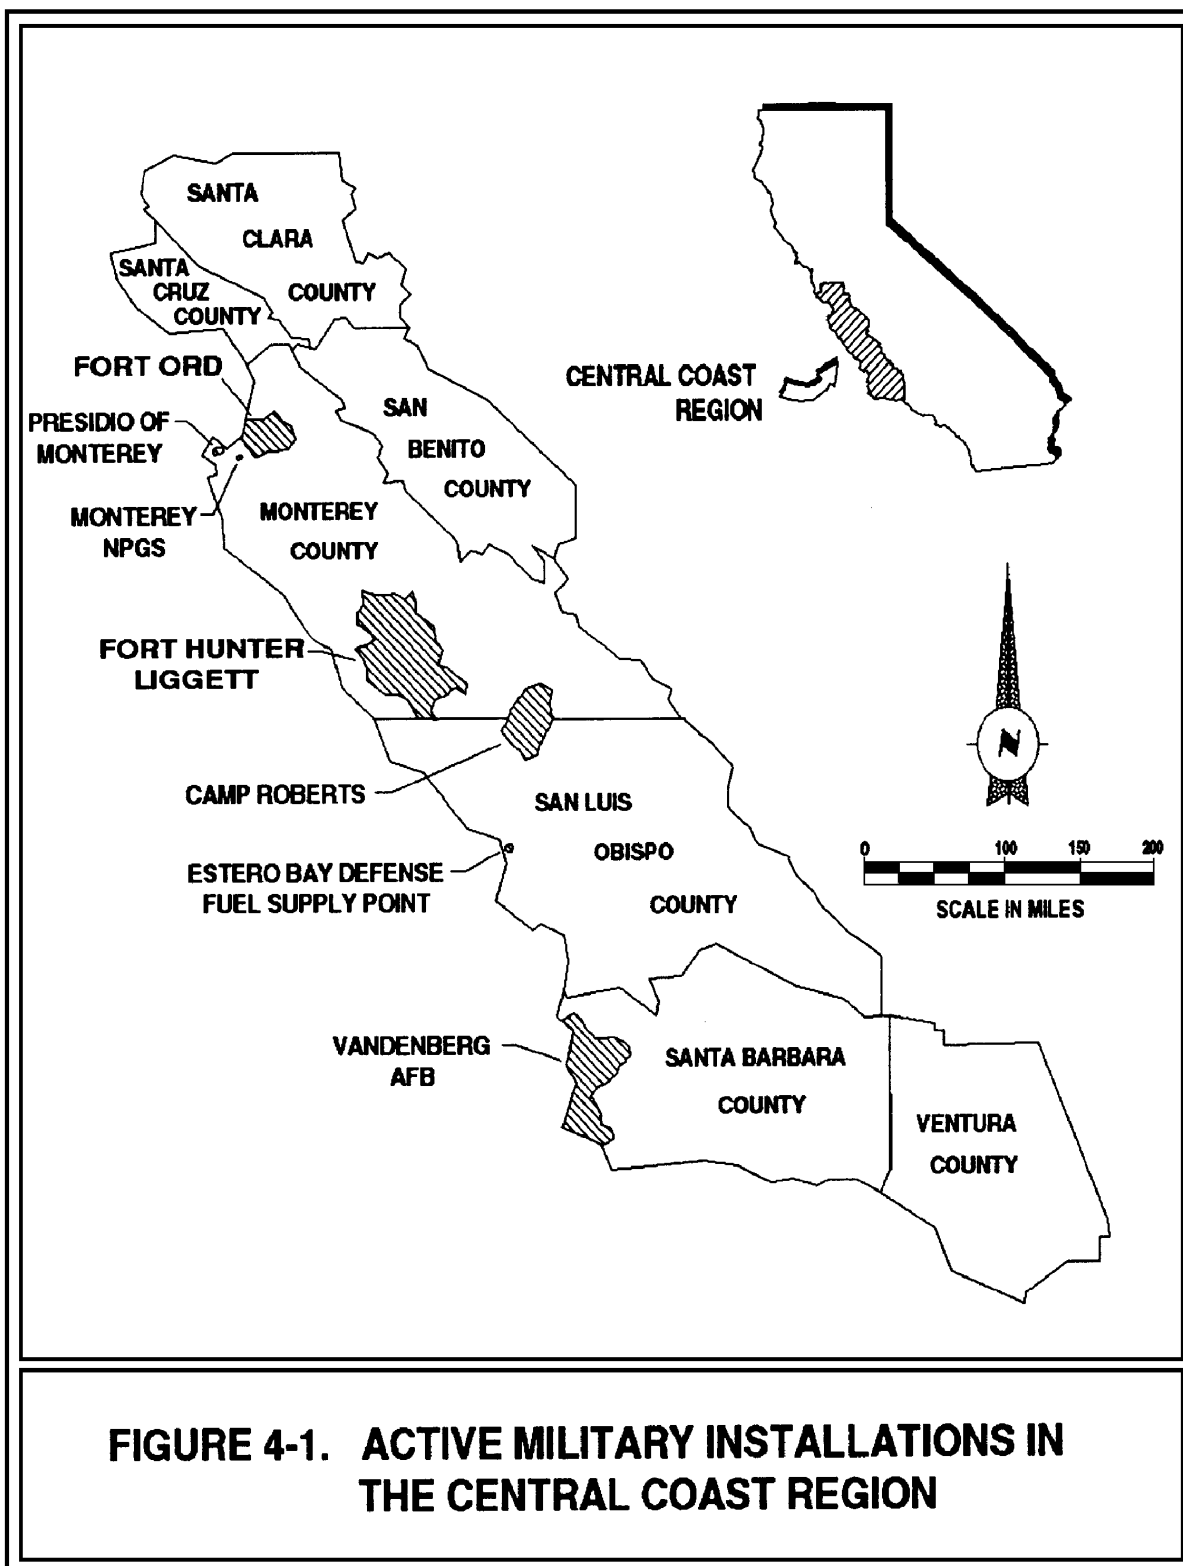 SANTA
CLARA
COUNTY
SANTA
CRUZ
COUNTY
FORT ORD
PRESIDIO OF
MONTEREY
MONTEREY
NPGS
SAN
BENITO
COUNTY
MONTEREY
COUNTY
CENTRAL COAST
REGION
FORT HUNTER
LIGGETT
CAMP ROBERTS
SAN LUIS
OBISPO
COUNTY
ESTERO BAY DEFENSE
FUEL SUPPLY POINT
N
0 100 150 200
SCALE IN MILES
VANDENBERG
AFB
SANTA BARBARA
COUNTY
VENTURA
COUNTY
FIGURE 4-1. ACTIVE MILITARY INSTALLATIONS IN
THE CENTRAL COAST REGION